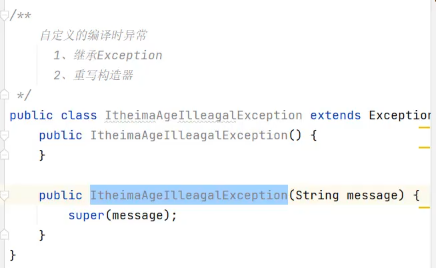 /**
自定义的编译时异常
1、继承Exception
2、重写构造器
*/
public class ItheimaAgeIlleagalException extends Exception
public ItheimaAgeIlleagalException() {
}
public ItheimaAgeIlleagalException(String message) {
super(message);
}
}